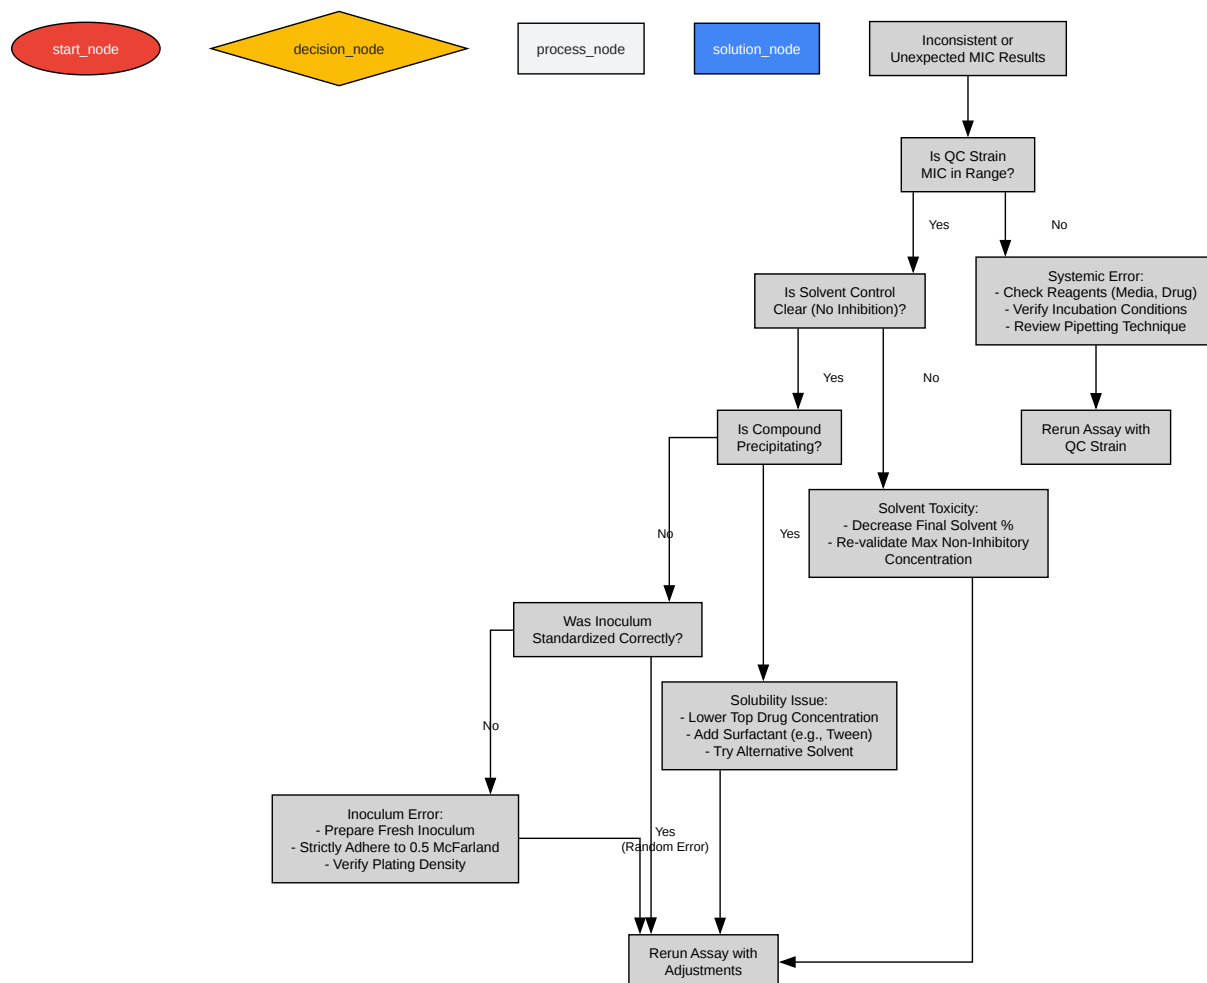 start_node
decision_node
process_node
solution_node
Inconsistent or
Unexpected MIC Results
Is QC Strain
MIC in Range?
Yes
No
Systemic Error:
- Check Reagents (Media, Drug)
- Verify Incubation Conditions
- Review Pipetting Technique
Is Solvent Control
Clear (No Inhibition)?
Yes
No
Is Compound
Precipitating?
Rerun Assay with
QC Strain
Solvent Toxicity:
- Decrease Final Solvent %
- Re-validate Max Non-Inhibitory
Concentration
No
Yes
Was Inoculum
Standardized Correctly?
Solubility Issue:
- Lower Top Drug Concentration
- Add Surfactant (e.g., Tween)
- Try Alternative Solvent
No
Inoculum Error:
- Prepare Fresh Inoculum
- Strictly Adhere to 0.5 McFarland
- Verify Plating Density
Yes
(Random Error)
Rerun Assay with
Adjustments